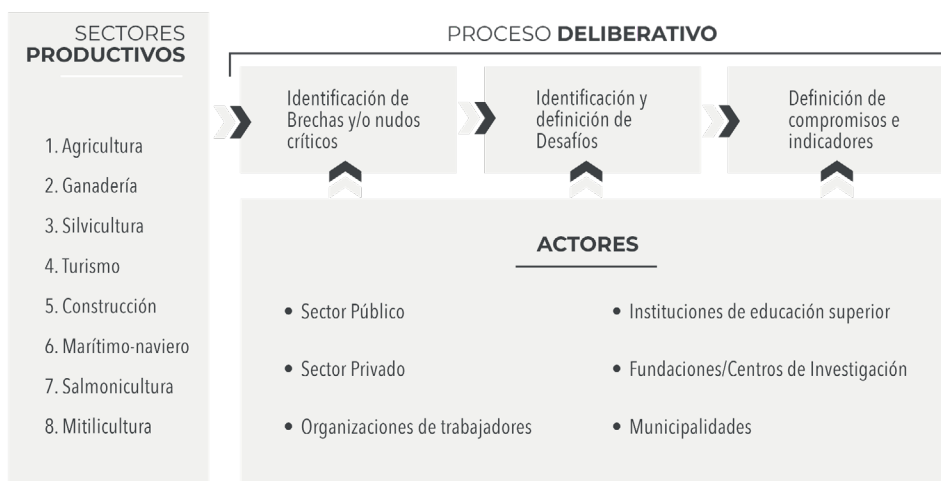 SECTORES
PRODUCTIVOS
1. Agricultura
2. Ganadería
3. Silvicultura
4. Turismo
5. Construcción
6. Marítimo-naviero
7. Salmonicultura
8. Mitilicultura
PROCESO DELIBERATIVO
Identificación de
Brechas y/o nudos
críticos
Identificación y
definición de
Desafíos
Definición de
compromisos e
indicadores
ACTORES
• Sector Público
• Sector Privado
• Organizaciones de trabajadores
• Instituciones de educación superior
• Fundaciones/Centros de Investigación
• Municipalidades